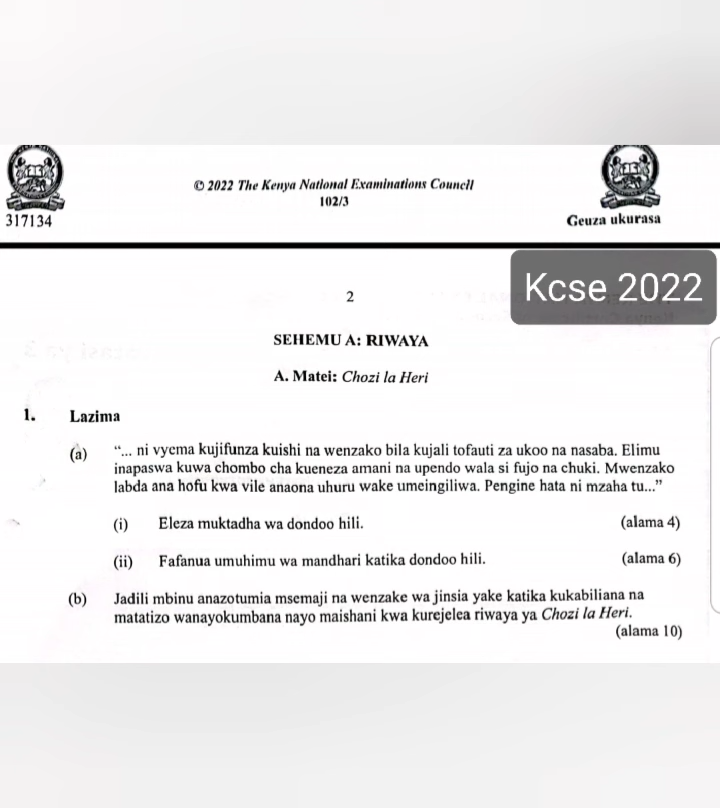 © 2022 The Kenya National Examinations Council
102/3
317134
Geuza ukurasa
Kcse 2022
2
SEHEMU A: RIWAYA
A. Matei: Chozi la Heri
1. Lazima
(a) “... ni vyema kujifunza kuishi na wenzako bila kujali tofauti za ukoo na nasaba. Elimu
inapaswa kuwa chombo cha kueneza amani na upendo wala si fujo na chuki. Mwenzako
labda ana hofu kwa vile anaona uhuru wake umeingiliwa. Pengine hata ni mzaha tu...”
(i) Eleza muktadha wa dondoo hili. (alama 4)
(ii) Fafanua umuhimu wa mandhari katika dondoo hili. (alama 6)
(b) Jadili mbinu anazotumia msemaji na wenzake wa jinsia yake katika kukabiliana na
matatizo wanayokumbana nayo maishani kwa kurejelea riwaya ya Chozi la Heri.
(alama 10)